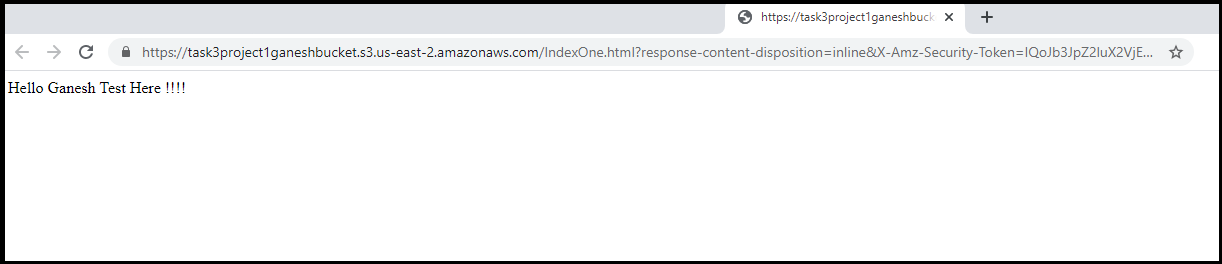 https://task3project1ganeshbuck
https://task3project1ganeshbucket.s3.us-east-2.amazonaws.com/IndexOne.html?response-content-disposition=inline&X-Amz-Security-Token=IQoJb3JpZ2luX2VjE...
Hello Ganesh Test Here !!!!